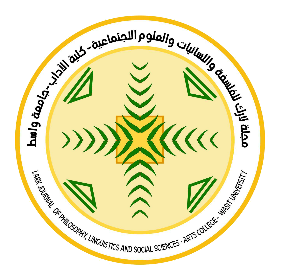 مجلة لارك للفلسفة واللسانيات والعلوم الاجتماعية - كلية الآداب - جامعة واسط
LARK JOURNAL OF PHILOSOPHY, LINGUISTICS AND SOCIAL SCIENCES - ARTS COLLEGE - WASIT UNIVERSITY